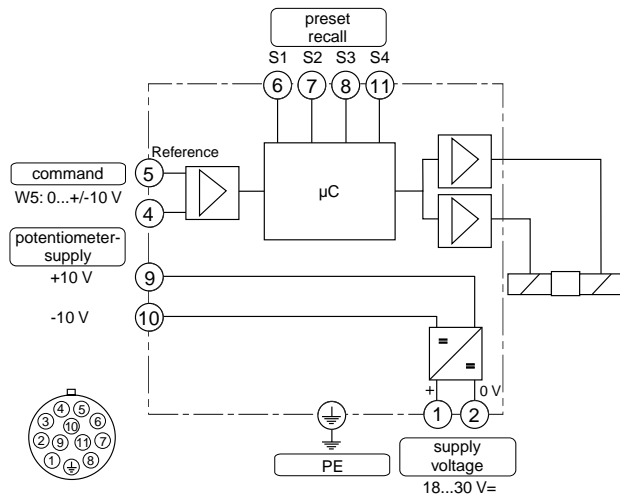 preset
recall
S1 S2 S3 S4
6 7 8 11
Reference
5
command
W5: 0...+/-10 V
4
µC
potentiometer-
supply
+10 V
9
-10 V
10
=
=
+ 0 V
1 2
4 5
3 10 6
2 9 11 7
1 8
PE
supply
voltage
18...30 V=